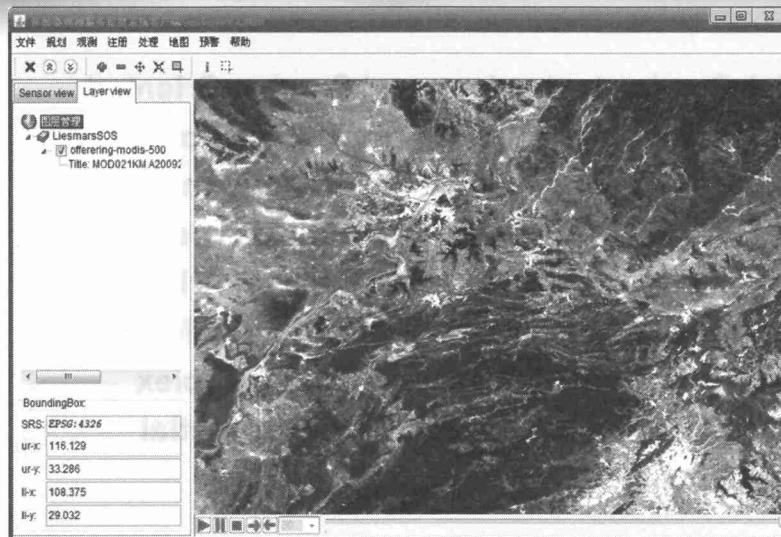 文件 规划 观测 注册 处理 地图 预警 帮助
Sensor view Layer view
图层管理
LiesmarsSOS
offerering-modis-500
Title: MOD021KM A20092
BoundingBox:
SRS: EPSG:4326
ur-x: 116.129
ur-y: 33.286
ll-x: 108.375
ll-y: 29.032